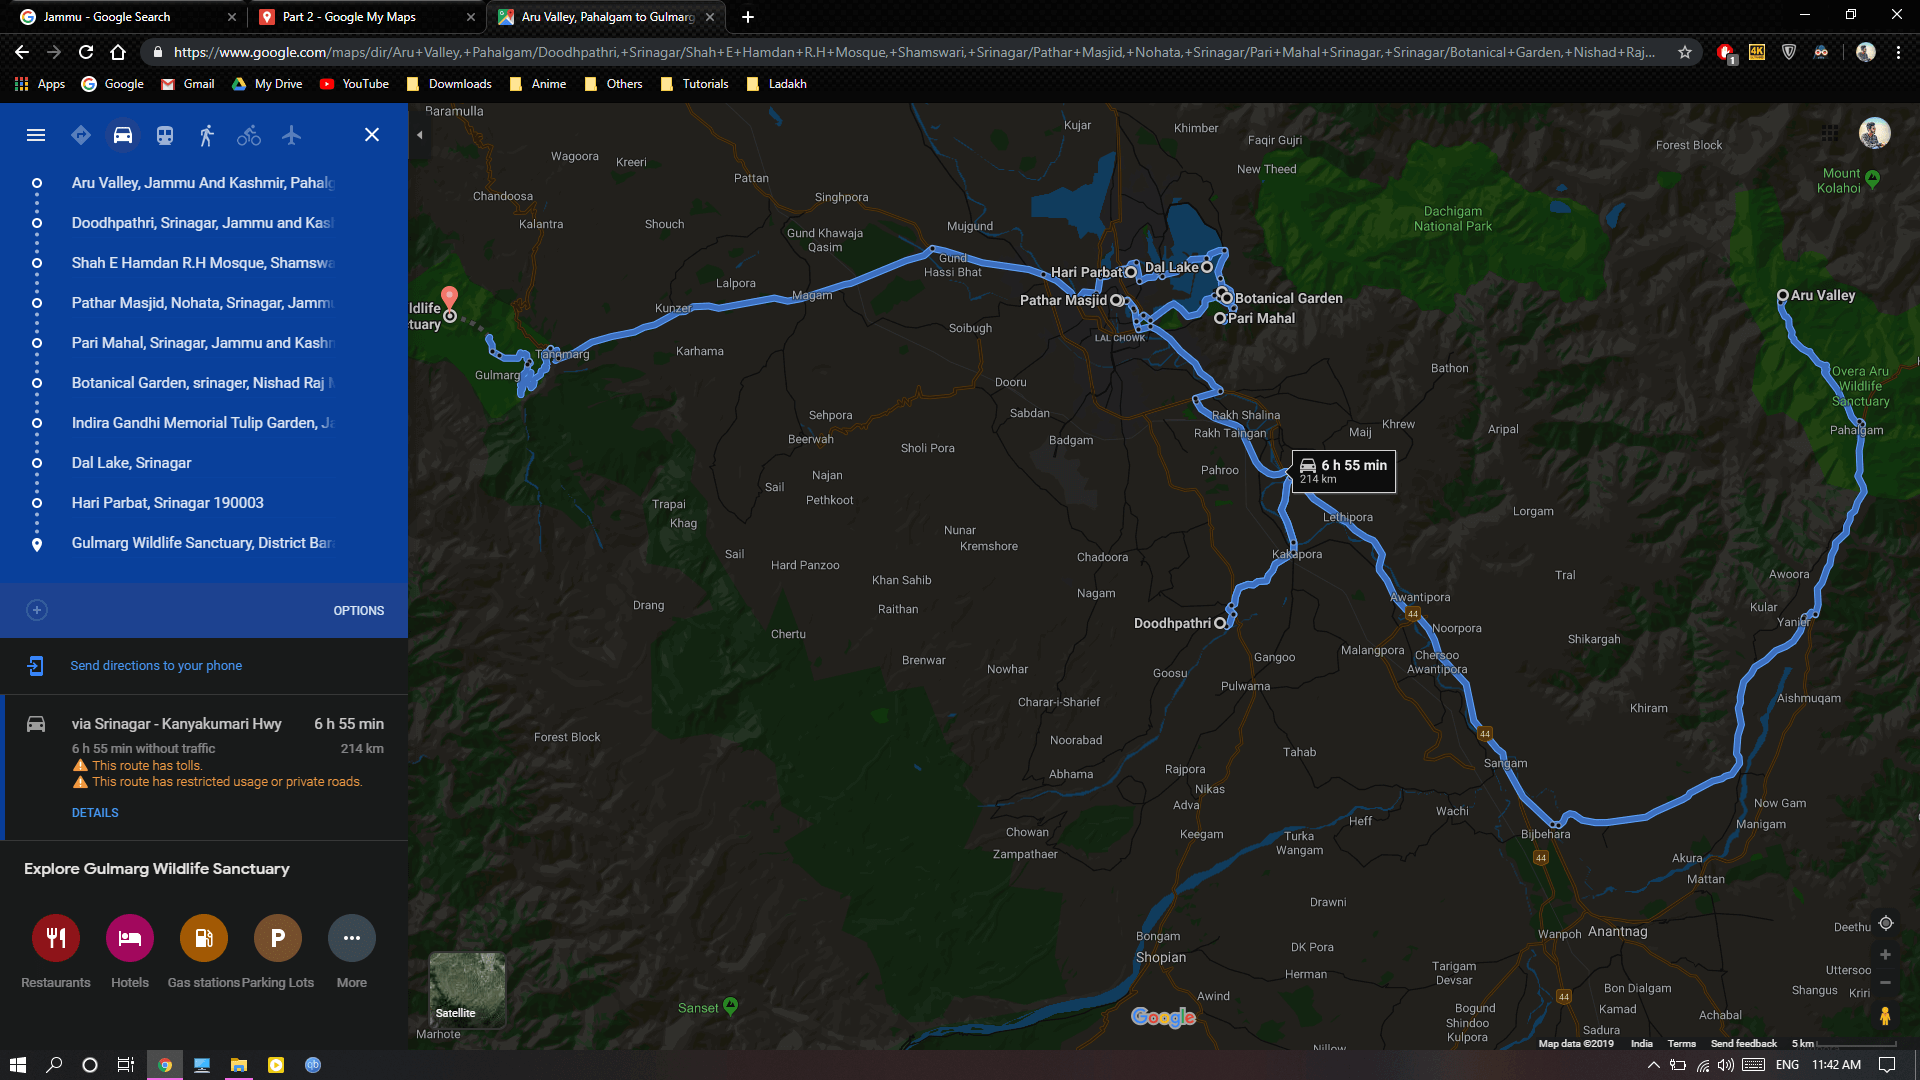 Jammu - Google Search
Part 2 - Google My Maps
Aru Valley, Pahalgam to Gulmarg
https://www.google.com/maps/dir/Aru+Valley,+Pahalgam/Doodhpathri,+Srinagar/Shah+E+Hamdan+R.H+Mosque,+Shamswari,+Srinagar/Pathar+Masjid,+Nohata,+Srinagar/Pari+Mahal+Srinagar,+Srinagar/Botanical+Garden,+Nishad+Raj...
1
4K
Apps
Google
Gmail
My Drive
YouTube
Downloads
Anime
Others
Tutorials
Ladakh
Aru Valley, Jammu And Kashmir, Pahalg
Doodhpathri, Srinagar, Jammu and Kash
Shah E Hamdan R.H Mosque, Shamswa
Pathar Masjid, Nohata, Srinagar, Jammu
Pari Mahal, Srinagar, Jammu and Kashm
Botanical Garden, srinager, Nishad Raj M
Indira Gandhi Memorial Tulip Garden, Ja
Dal Lake, Srinagar
Hari Parbat, Srinagar 190003
Gulmarg Wildlife Sanctuary, District Bara
OPTIONS
Send directions to your phone
via Srinagar - Kanyakumari Hwy
6 h 55 min
6 h 55 min without traffic
214 km
This route has tolls.
This route has restricted usage or private roads.
DETAILS
Explore Gulmarg Wildlife Sanctuary
P
Restaurants
Hotels
Gas stations
Parking Lots
More
Baramulla
Kujar
Khimber
Faqir Gujri
Forest Block
Wagoora
Kreeri
Pattan
New Theed
Mount
Kolahoi
Chandoosa
Singhpora
Kalantra
Shouch
Mujgund
Dachigam
National Park
Gund Khawaja
Qasim
Gund
Hassi Bhat
Hari Parbat
Dal Lake
Lalpora
Magam
Kunzer
Pathar Masjid
Botanical Garden
Pari Mahal
Aru Valley
ldlife
tuary
Soibugh
LAL CHOWK
Karhama
Tanmarg
Gulmarg
Dooru
Bathon
Overa Aru
Wildlife
Sanctuary
Pahalgam
Sehpora
Sabdan
Rakh Shalina
Rakh Taingan
Khrew
Maij
Aripal
Beerwah
Sholi Pora
Badgam
Pahroo
6 h 55 min
214 km
Najan
Sail
Pethkoot
Trapai
Khag
Lethipora
Lorgam
Nunar
Kremshore
Sail
Hard Panzoo
Chadoora
Kakapora
Khan Sahib
Tral
Awoora
Nagam
Drang
Raithan
Awantipora
44
Kular
Yanier
Doodhpathri
Noorpora
Chertu
Shikargah
Malangpora
Chersoo
Awantipora
Brenwar
Nowhar
Goosu
Gangoo
Pulwama
Charar-i-Sharief
Khiram
Aishmuqam
Forest Block
Noorabad
44
Tahab
Sangam
Abhama
Rajpora
Nikas
Adva
Wachi
Now Gam
Manigam
Heff
Chowan
Keegam
Turka
Wangam
Bijbehara
Zampathaer
44
Akura
Mattan
Drawni
Deethu
Bongam
Shopian
DK Pora
Wanpoh
Anantnag
Herman
Tarigam
Devsar
Uttersoo
Bon Dialgam
Shangus
Kriri
Awind
44
Bogund
Kamad
Shindoo
Kulpora
Achabal
Sadura
Nillow
Sanset
Marhote
Satellite
Google
Map data ©2019
India
Terms
Send feedback
5 km
ENG
11:42 AM